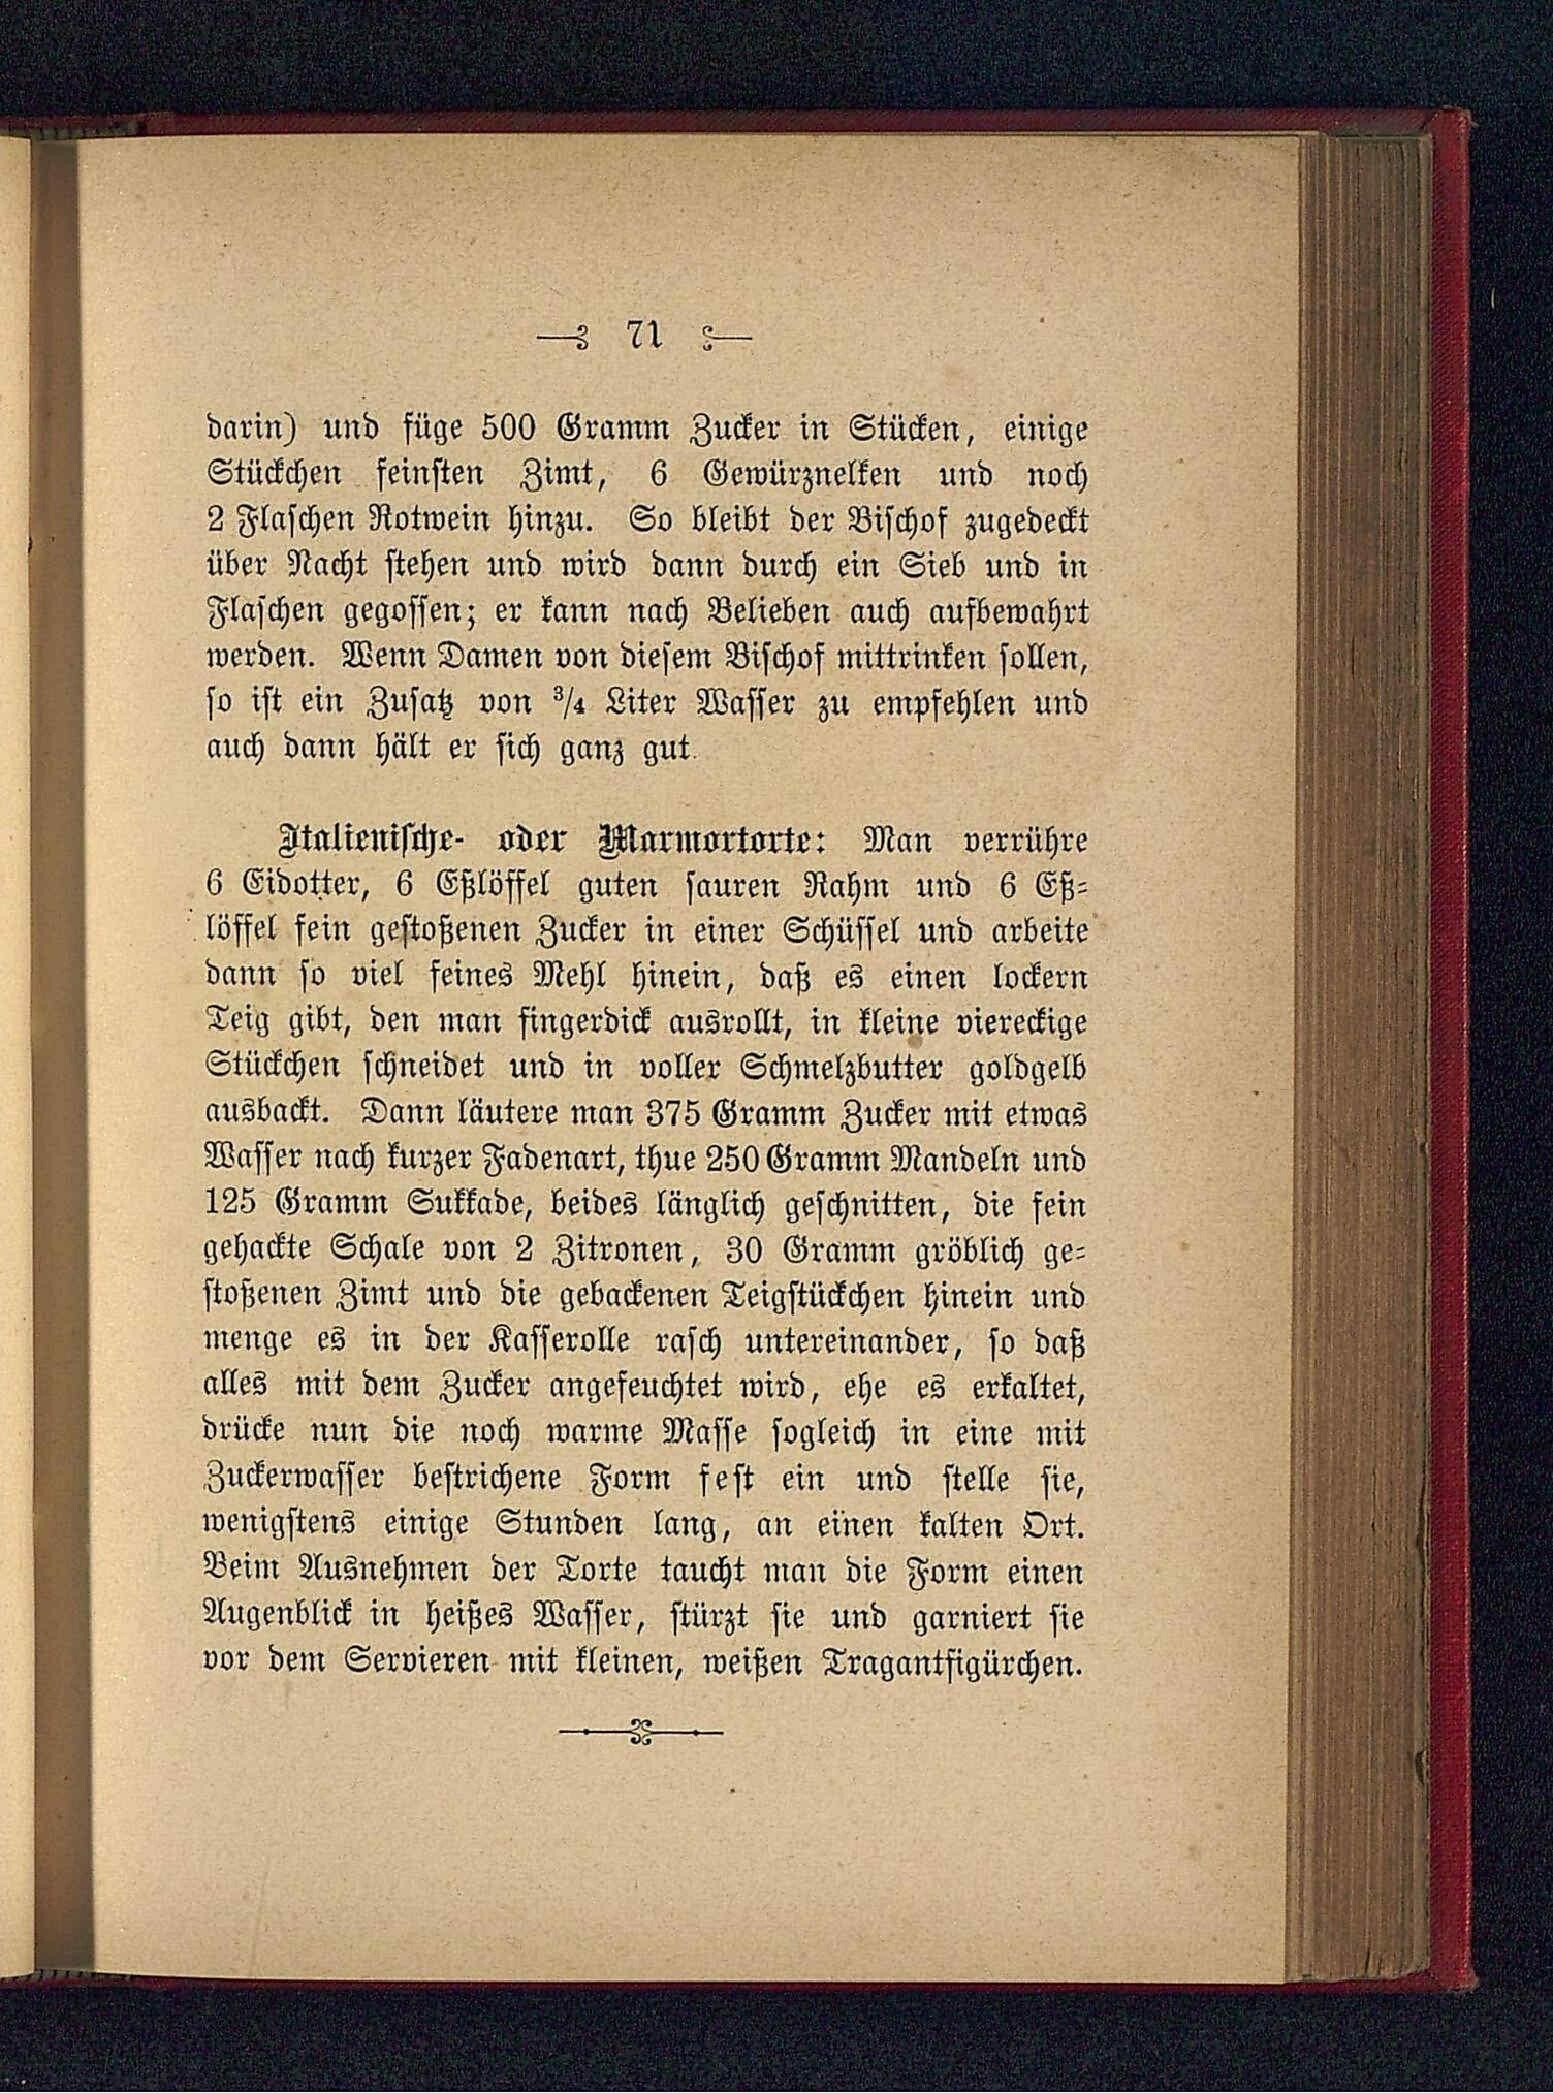 71
darin) und füge 500 Gramm Zucker in Stücken, einige
Stückchen feinsten Zimt, 6 Gewürznelken und noch
2 Flaschen Rotwein hinzu. So bleibt der Bischof zugedeckt
über Nacht stehen und wird dann durch ein Sieb und in
Flaschen gegossen; er kann nach Belieben auch aufbewahrt
werden. Wenn Damen von diesem Bischof mittrinken sollen,
so ist ein Zusatz von 3/4 Liter Wasser zu empfehlen und
auch dann hält er sich ganz gut.
Italienische- oder Marmortorte: Man verrühre
6 Eidotter, 6 Eßlöffel guten sauren Rahm und 6 Eß-
löffel fein gestoßenen Zucker in einer Schüssel und arbeite
dann so viel feines Mehl hinein, daß es einen lockern
Teig gibt, den man fingerdick ausrollt, in kleine viereckige
Stückchen schneidet und in voller Schmelzbutter goldgelb
ausbackt. Dann läutere man 375 Gramm Zucker mit etwas
Wasser nach kurzer Fadenart, thue 250 Gramm Mandeln und
125 Gramm Sukkade, beides länglich geschnitten, die fein
gehackte Schale von 2 Zitronen, 30 Gramm gröblich ge-
stoßenen Zimt und die gebackenen Teigstückchen hinein und
menge es in der Kasserolle rasch untereinander, so daß
alles mit dem Zucker angefeuchtet wird, ehe es erkaltet,
drücke nun die noch warme Masse sogleich in eine mit
Zuckerwasser bestrichene Form fest ein und stelle sie,
wenigstens einige Stunden lang, an einen kalten Ort.
Beim Ausnehmen der Torte taucht man die Form einen
Augenblick in heißes Wasser, stürzt sie und garniert sie
vor dem Servieren mit kleinen, weißen Tragantfigürchen.